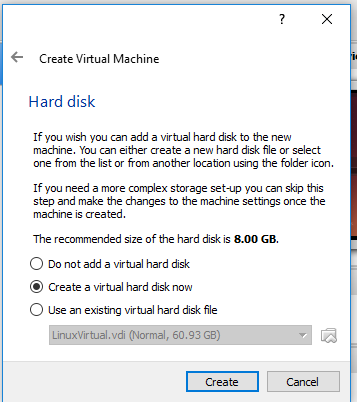 ?
Create Virtual Machine
Hard disk
If you wish you can add a virtual hard disk to the new
machine. You can either create a new hard disk file or select
one from the list or from another location using the folder icon.
If you need a more complex storage set-up you can skip this
step and make the changes to the machine settings once the
machine is created.
The recommended size of the hard disk is 8.00 GB.
Do not add a virtual hard disk
Create a virtual hard disk now
Use an existing virtual hard disk file
LinuxVirtual.vdi (Normal, 60.93 GB)
Create Cancel